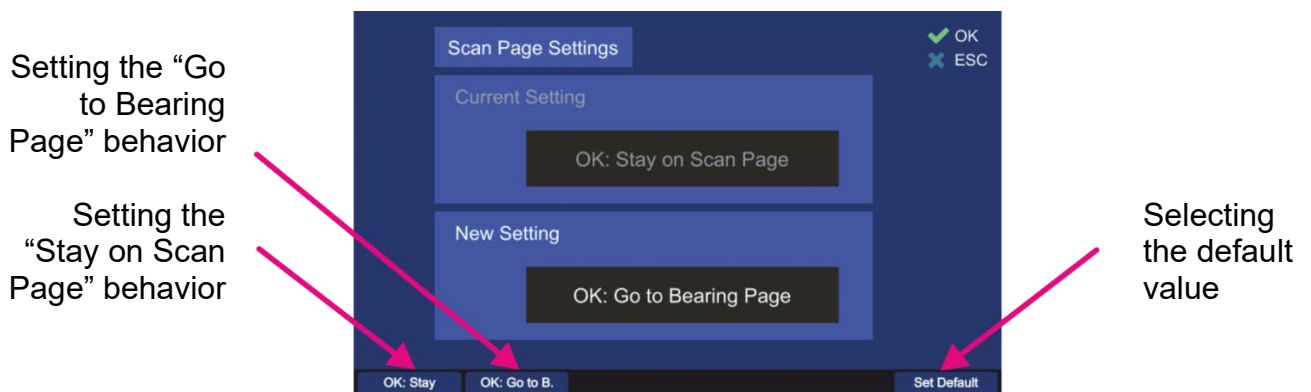 Setting the “Go
to Bearing
Page” behavior
Setting the
“Stay on Scan
Page” behavior
Scan Page Settings
OK
ESC
Current Setting
OK: Stay on Scan Page
New Setting
OK: Go to Bearing Page
OK: Stay
OK: Go to B.
Set Default
Selecting
the default
value